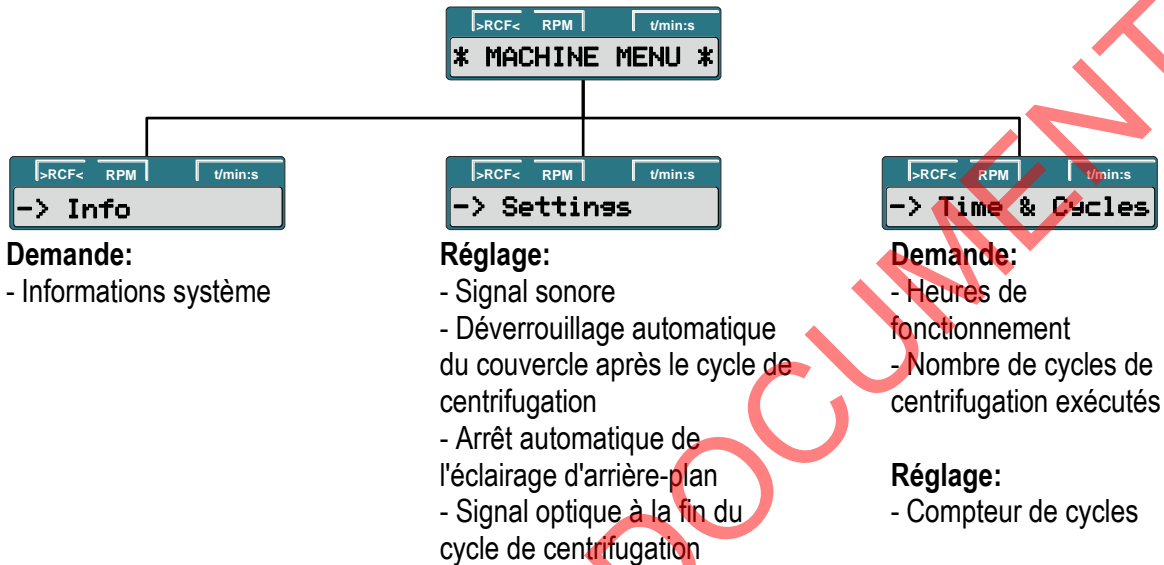 >RCF< RPM t/min:s
* MACHINE MENU *
>RCF< RPM t/min:s
-> Info
Demande:
- Informations système
>RCF< RPM t/min:s
-> Settings
Réglage:
- Signal sonore
- Déverrouillage automatique
du couvercle après le cycle de
centrifugation
- Arrêt automatique de
l'éclairage d'arrière-plan
- Signal optique à la fin du
cycle de centrifugation
>RCF< RPM t/min:s
-> Time & Cycles
Demande:
- Heures de
fonctionnement
- Nombre de cycles de
centrifugation exécutés
Réglage:
- Compteur de cycles
DOCUMENT